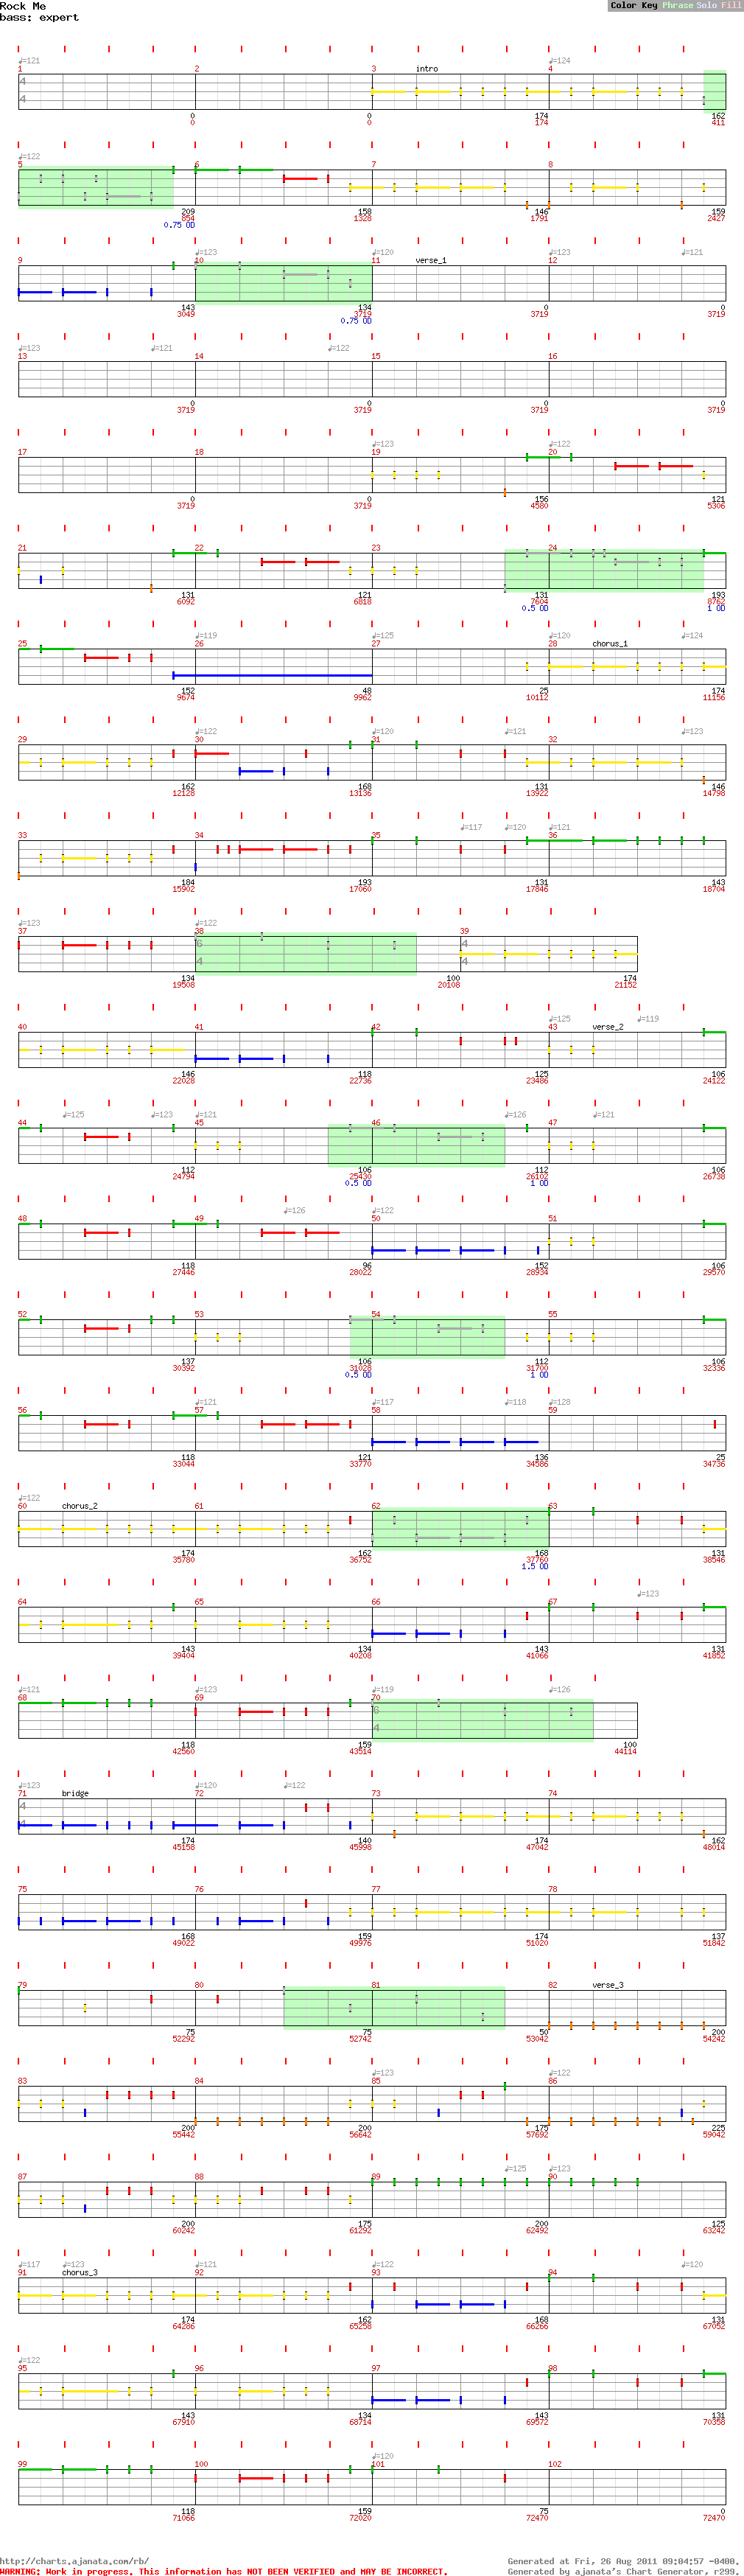 Rock Me
Color Key Phrase Solo Fill
bass: expert
♩=121 ♩=124
1 2 3 intro 4
4
4
0 0 174 162
0 0 174 411
♩=122
5 6 7 8
209 158 146 159
854 1328 1791 2427
0.75 OD
♩=123 ♩=120 ♩=123 ♩=121
9 10 11 verse_1 12
143 134 0 0
3049 3719 3719 3719
0.75 OD
♩=123 ♩=121 ♩=122
13 14 15 16
0 0 0
3719 3719 3719 3719
♩=123 ♩=122
17 18 19 20
0 0 156 121
3719 3719 4580 5306
21 22 23 24
131 121 131 193
6092 6818 7604 8762
0.5 OD 1 OD
♩=119 ♩=125 ♩=120 ♩=124
25 26 27 28 chorus_1
152 48 25 174
9674 9962 10112 11156
♩=122 ♩=120 ♩=121 ♩=123
29 30 31 32
162 168 131 146
12128 13136 13922 14798
♩=117 ♩=120 ♩=121
33 34 35 36
184 193 131 143
15902 17060 17846 18704
♩=123 ♩=122
37 38 39
6 4
4 4
134 100 174
19508 20108 21152
♩=125 ♩=119
40 41 42 43 verse_2
146 118 125 106
22028 22736 23486 24122
♩=125 ♩=123 ♩=121 ♩=126 ♩=121
44 45 46 47
112 106 112 106
24794 25430 26102 26738
0.5 OD 1 OD
♩=126 ♩=122
48 49 50 51
118 96 152 106
27446 28022 28934 29570
52 53 54 55
137 106 112 106
30392 31028 31700 32336
0.5 OD 1 OD
♩=121 ♩=117 ♩=118 ♩=128
56 57 58 59
118 121 136 25
33044 33770 34586 34736
♩=122
60 chorus_2 61 62 63
174 162 168 131
35780 36752 37760 38546
1.5 OD
♩=123
64 65 66 67
143 134 143 131
39404 40208 41066 41852
♩=121 ♩=123 ♩=119 ♩=126
68 69 70
6
4
118 159 100
42560 43514 44114
♩=123 ♩=120 ♩=122
71 bridge 72 73 74
4
4
174 140 174 162
45158 45998 47042 48014
75 76 77 78
168 159 174 137
49022 49976 51020 51842
79 80 81 82 verse_3
75 75 50 200
52292 52742 53042 54242
♩=123 ♩=122
83 84 85 86
200 200 175 225
55442 56642 57692 59042
♩=125 ♩=123
87 88 89 90
200 175 200 125
60242 61292 62492 63242
♩=117 ♩=123 ♩=121 ♩=122 ♩=120
91 chorus_3 92 93 94
174 162 168 131
64286 65258 66266 67052
♩=122
95 96 97 98
143 134 143 131
67910 68714 69572 70358
♩=120
99 100 101 102
118 159 75 0
71066 72020 72470 72470
http://charts.ajanata.com/rb/
Generated at Fri, 26 Aug 2011 09:04:57 -0400.
WARNING: Work in progress. This information has NOT BEEN VERIFIED and MAY BE INCORRECT.
Generated by ajanata's Chart Generator, r299.